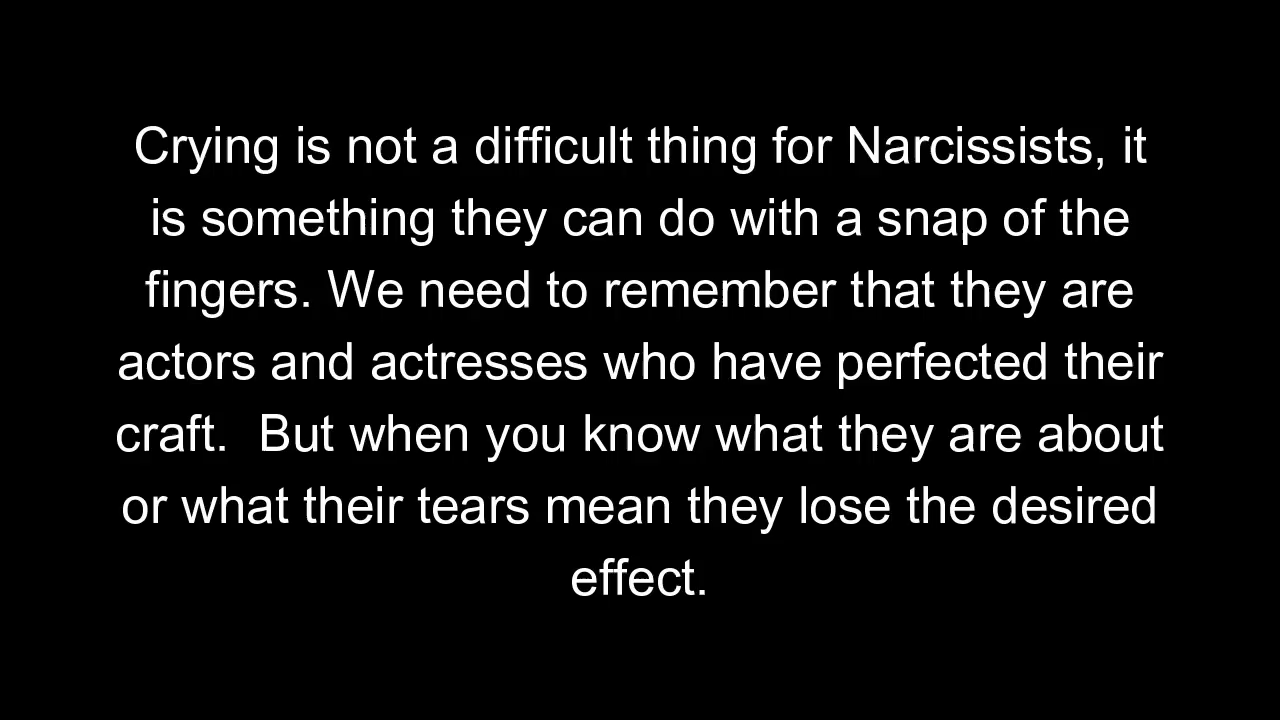 Crying is not a difficult thing for Narcissists, it
is something they can do with a snap of the
fingers. We need to remember that they are
actors and actresses who have perfected their
craft.  But when you know what they are about
or what their tears mean they lose the desired
effect.